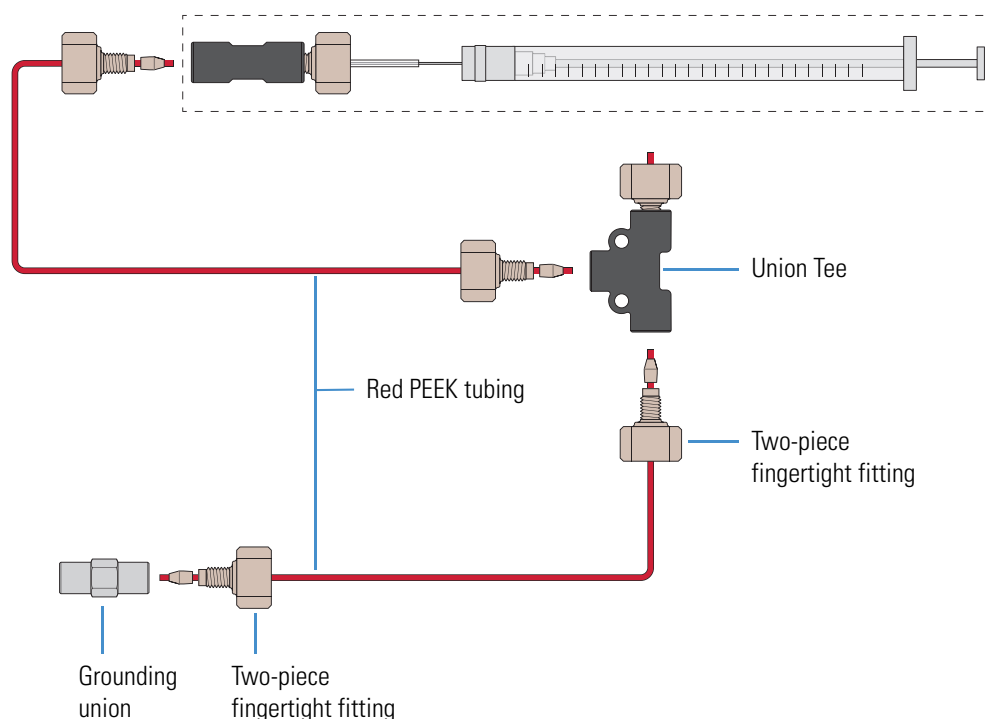 Union Tee
Red PEEK tubing
Two-piece
fingertight fitting
Grounding
union
Two-piece
fingertight fitting